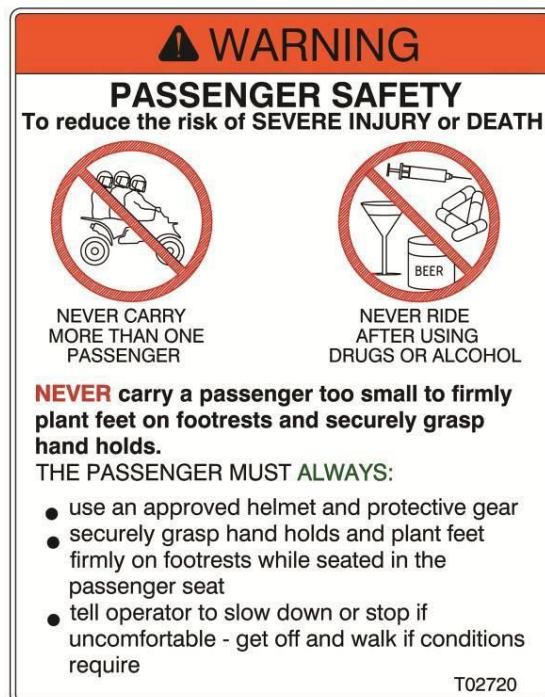 WARNING
PASSENGER SAFETY
To reduce the risk of SEVERE INJURY or DEATH
BEER
NEVER CARRY
MORE THAN ONE
PASSENGER
NEVER RIDE
AFTER USING
DRUGS OR ALCOHOL
NEVER carry a passenger too small to firmly
plant feet on footrests and securely grasp
hand holds.
THE PASSENGER MUST ALWAYS:
● use an approved helmet and protective gear
● securely grasp hand holds and plant feet
firmly on footrests while seated in the
passenger seat
● tell operator to slow down or stop if
uncomfortable - get off and walk if conditions
require
T02720